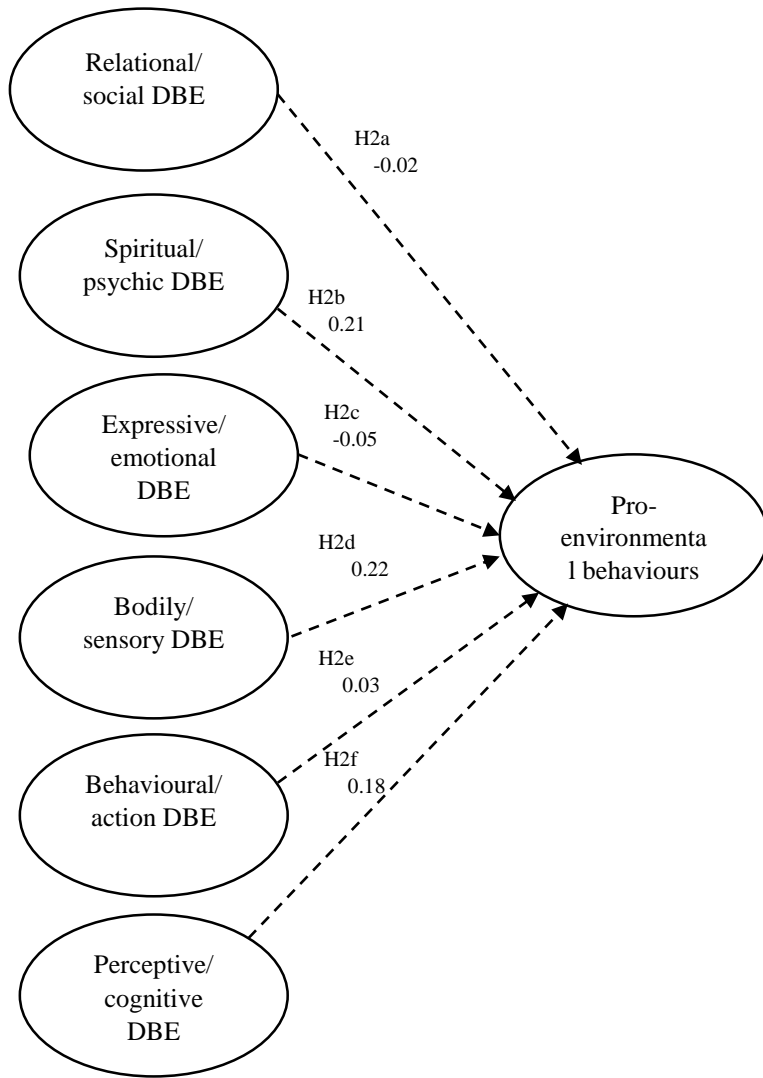 Relational/
social DBE
H2a
-0.02
Spiritual/
psychic DBE
H2b
0.21
Expressive/
emotional
DBE
H2c
-0.05
Pro-
environmenta
l behaviours
Bodily/
sensory DBE
H2d
0.22
H2e
0.03
Behavioural/
action DBE
H2f
0.18
Perceptive/
cognitive
DBE